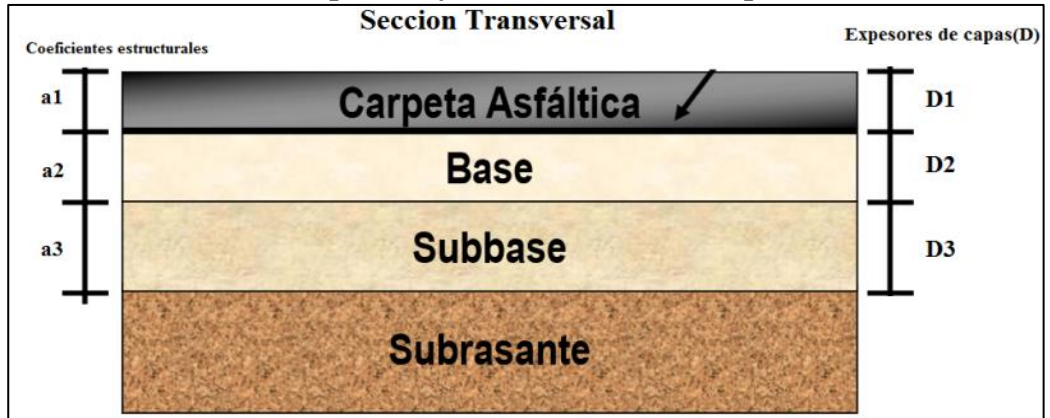 Seccion Transversal
Coeficientes estructurales
Expesores de capas(D)
a1
Carpeta Asfáltica
D1
a2
Base
D2
a3
Subbase
D3
Subrasante